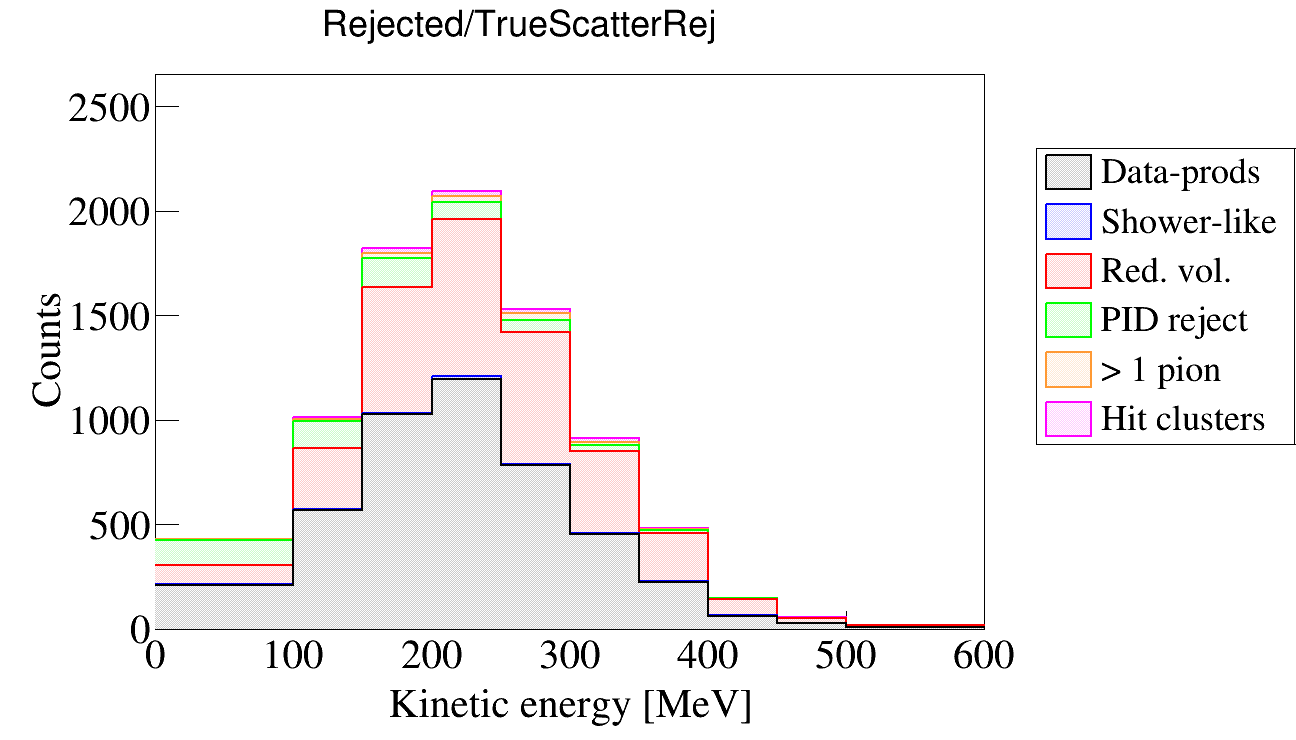 Rejected/TrueScatterRej
2500
2000
1500
1000
500
0
Counts
0 100 200 300 400 500 600
Kinetic energy [MeV]
Data-prods
Shower-like
Red. vol.
PID reject
> 1 pion
Hit clusters